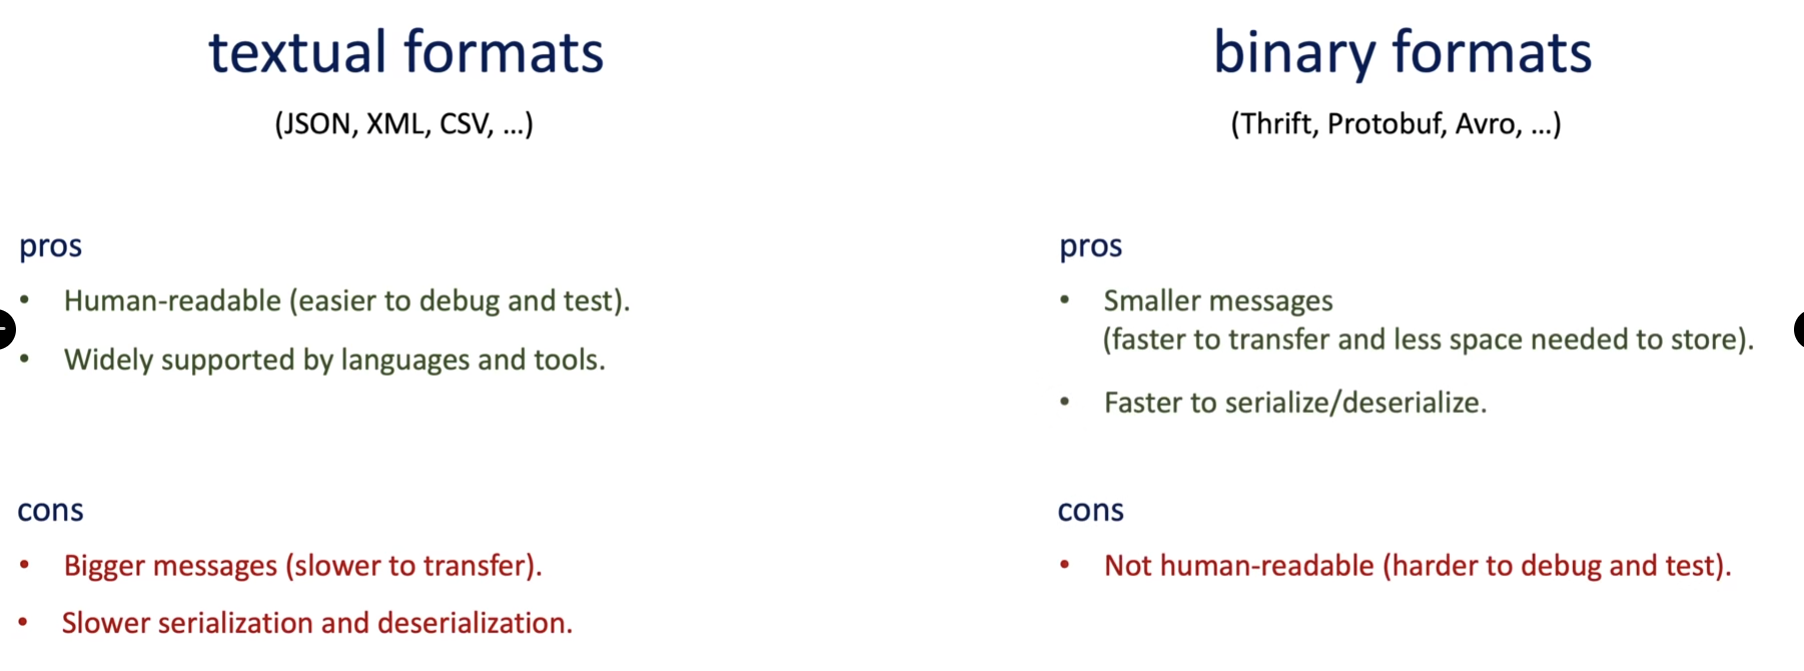 textual formats
(JSON, XML, CSV, ...)
pros
• Human-readable (easier to debug and test).
• Widely supported by languages and tools.
cons
• Bigger messages (slower to transfer).
• Slower serialization and deserialization.
binary formats
(Thrift, Protobuf, Avro, ...)
pros
• Smaller messages
(faster to transfer and less space needed to store).
• Faster to serialize/deserialize.
cons
• Not human-readable (harder to debug and test).